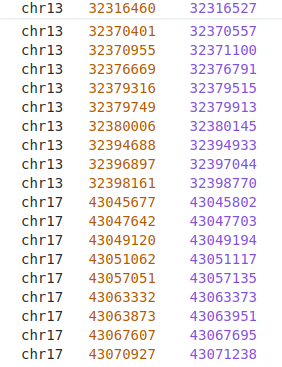 chr13 32316460 32316527
chr13 32370401 32370557
chr13 32370955 32371100
chr13 32376669 32376791
chr13 32379316 32379515
chr13 32379749 32379913
chr13 32380006 32380145
chr13 32394688 32394933
chr13 32396897 32397044
chr13 32398161 32398770
chr17 43045677 43045802
chr17 43047642 43047703
chr17 43049120 43049194
chr17 43051062 43051117
chr17 43057051 43057135
chr17 43063332 43063373
chr17 43063873 43063951
chr17 43067607 43067695
chr17 43070927 43071238